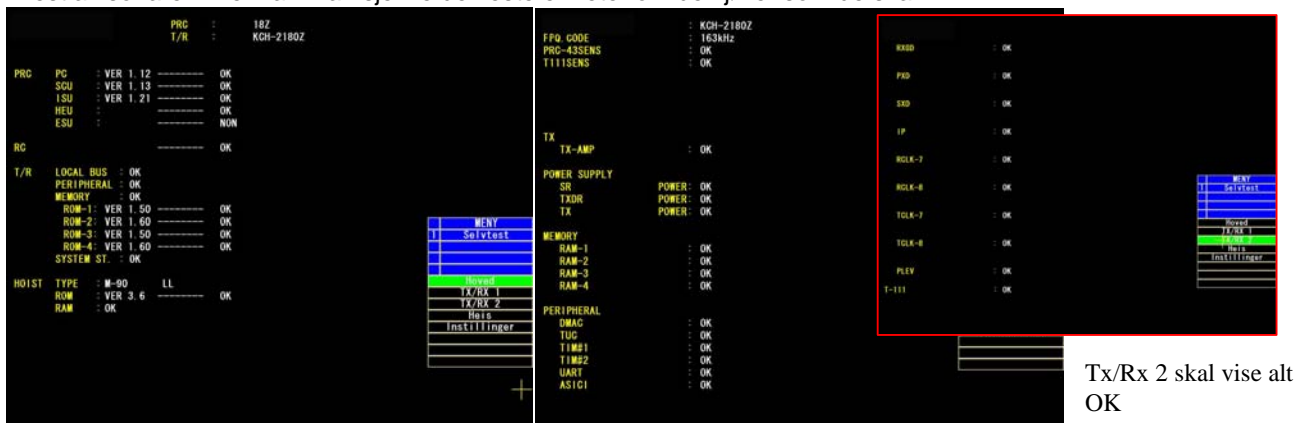 PRC : 18Z
T/R : KCH-2180Z
PRC PC : VER 1.12 -------- OK
SCU : VER 1.13 -------- OK
ISU : VER 1.21 -------- OK
HEU : -------- OK
ESU : -------- NON
RC -------- OK
T/R LOCAL BUS : OK
PERIPHERAL : OK
MEMORY : OK
ROM-1: VER 1.50 -------- OK
ROM-2: VER 1.60 -------- OK
ROM-3: VER 1.50 -------- OK
ROM-4: VER 1.60 -------- OK
SYSTEM ST. : OK
HOIST TYPE : M-90 LL
ROM : VER 3.6 -------- OK
RAM : OK
MENY
1 Selvtest
Hoved
TX/RX 1
TX/RX 2
Heis
Instillinger
: KCH-2180Z
FPQ. CODE : 163kHz
PRC-43SENS : OK
T111SENS : OK
TX
TX-AMP : OK
POWER SUPPLY
SR POWER: OK
TXDR POWER: OK
TX POWER: OK
MEMORY
RAM-1 : OK
RAM-2 : OK
RAM-3 : OK
RAM-4 : OK
PERIPHERAL
DMAC : OK
TUC : OK
TIM#1 : OK
TIM#2 : OK
UART : OK
ASIC1 : OK
RXSD : OK
PXD : OK
SXD : OK
IP : OK
RCLK-7 : OK
RCLK-8 : OK
TCLK-7 : OK
TCLK-8 : OK
PLEV : OK
T-111 : OK
MENY
1 Selvtest
Hoved
TX/RX 1
TX/RX 2
Heis
Instillinger
Tx/Rx 2 skal vise alt
OK